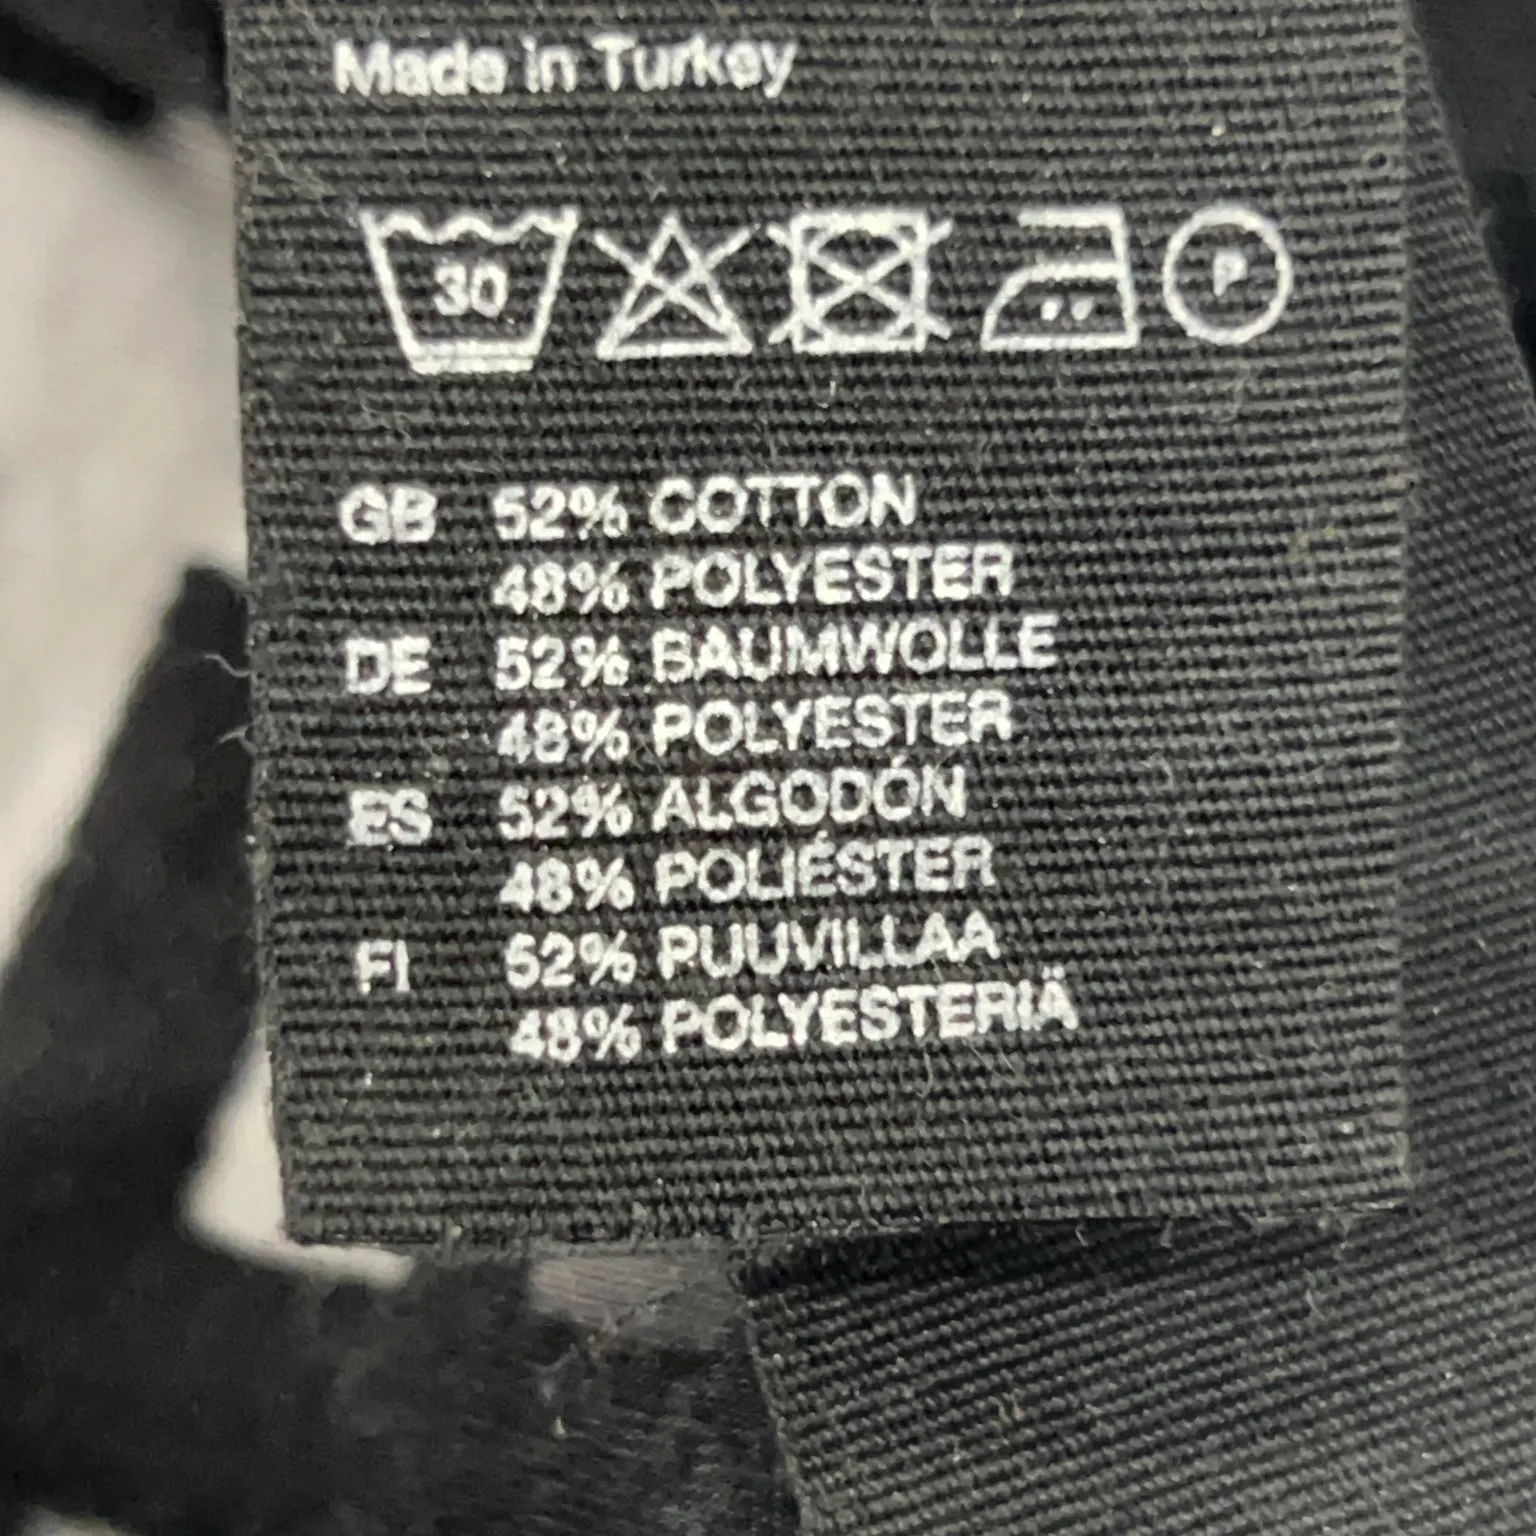 Made in Turkey
30 P
GB 52% COTTON
48% POLYESTER
DE 52% BAUMWOLLE
48% POLYESTER
ES 52% ALGODÓN
48% POLIÉSTER
FI 52% PUUVILLAA
48% POLYESTERIÄ